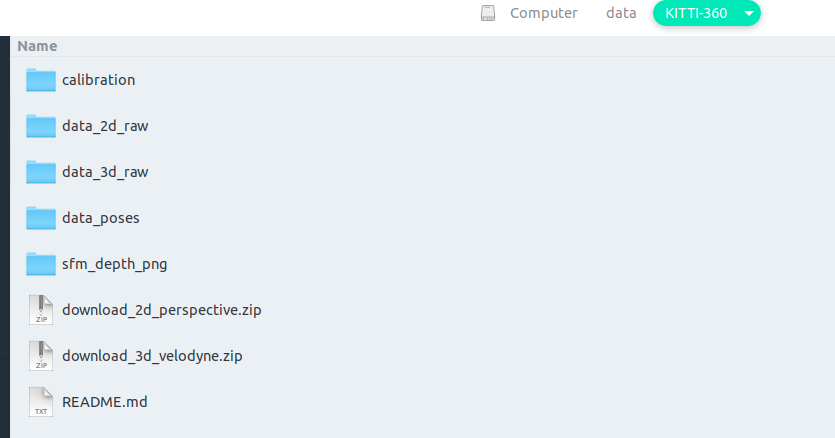 Computer data KITTI-360
Name
calibration
data_2d_raw
data_3d_raw
data_poses
sfm_depth_png
ZIP download_2d_perspective.zip
ZIP download_3d_velodyne.zip
TXT README.md